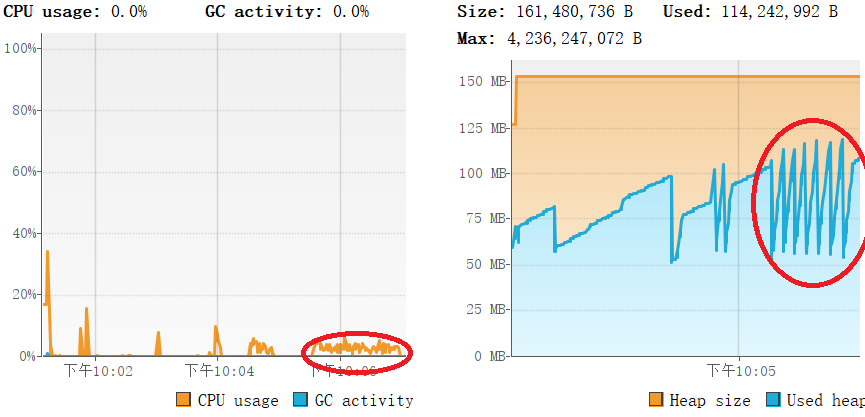 CPU usage: 0.0% GC activity: 0.0%
100%
80%
60%
40%
20%
0%
下午10:02 下午10:04 下午10:06
CPU usage GC activity
Size: 161,480,736 B Used: 114,242,992 B
Max: 4,236,247,072 B
150 MB
125 MB
100 MB
75 MB
50 MB
25 MB
0 MB
下午10:05
Heap size Used heap